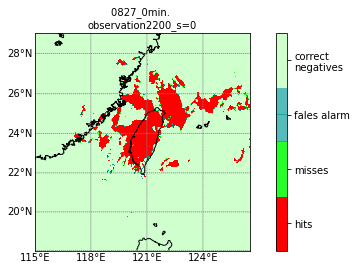 0827_0min.
observation2200_s=0
28°N
26°N
24°N
22°N
20°N
115°E
118°E
121°E
124°E
correct
negatives
fales alarm
misses
hits